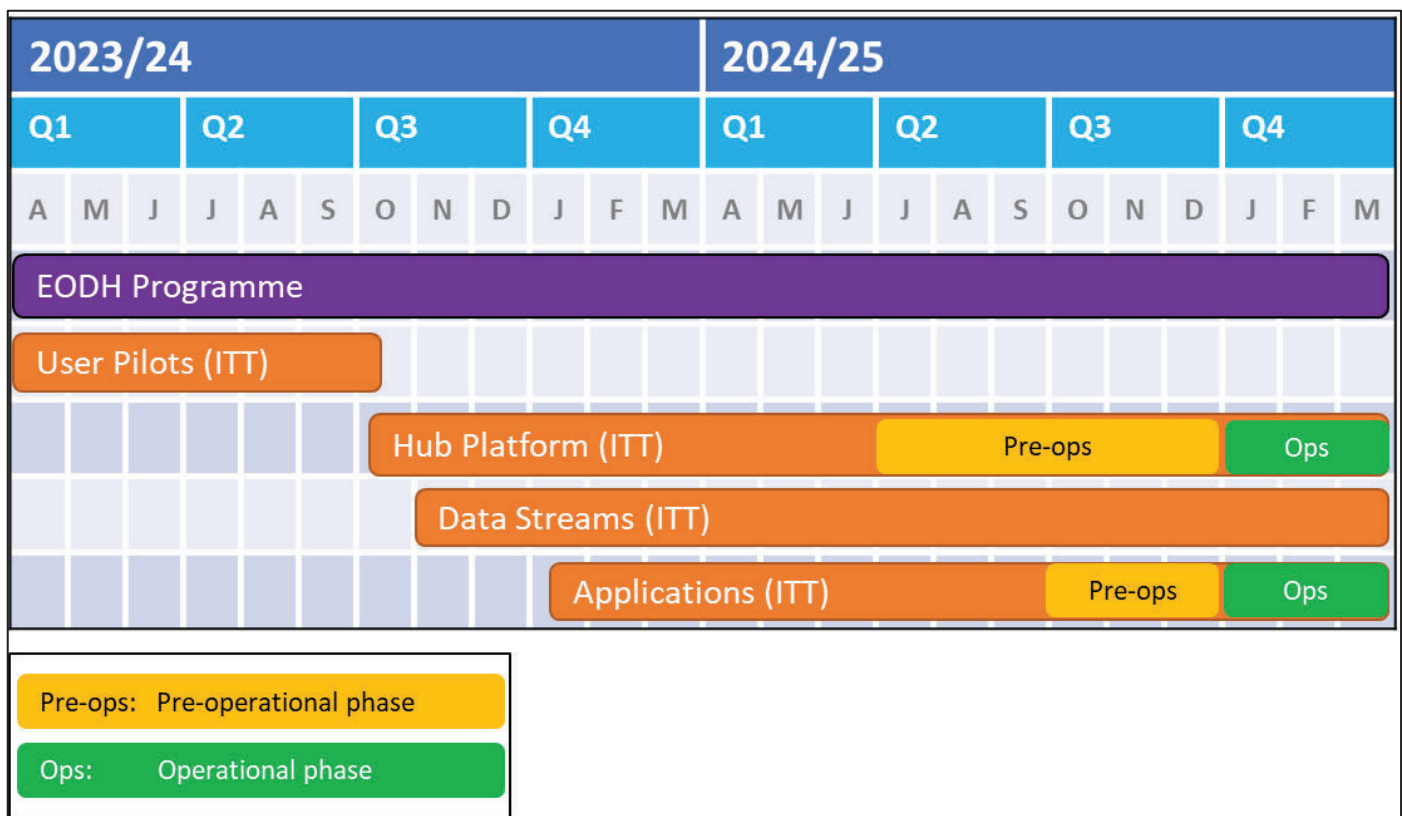 2023/24 2024/25
Q1 Q2 Q3 Q4 Q1 Q2 Q3 Q4
A M J J A S O N D J F M A M J J A S O N D J F M
EODH Programme
User Pilots (ITT)
Hub Platform (ITT) Pre-ops Ops
Data Streams (ITT)
Applications (ITT) Pre-ops Ops
Pre-ops: Pre-operational phase
Ops: Operational phase